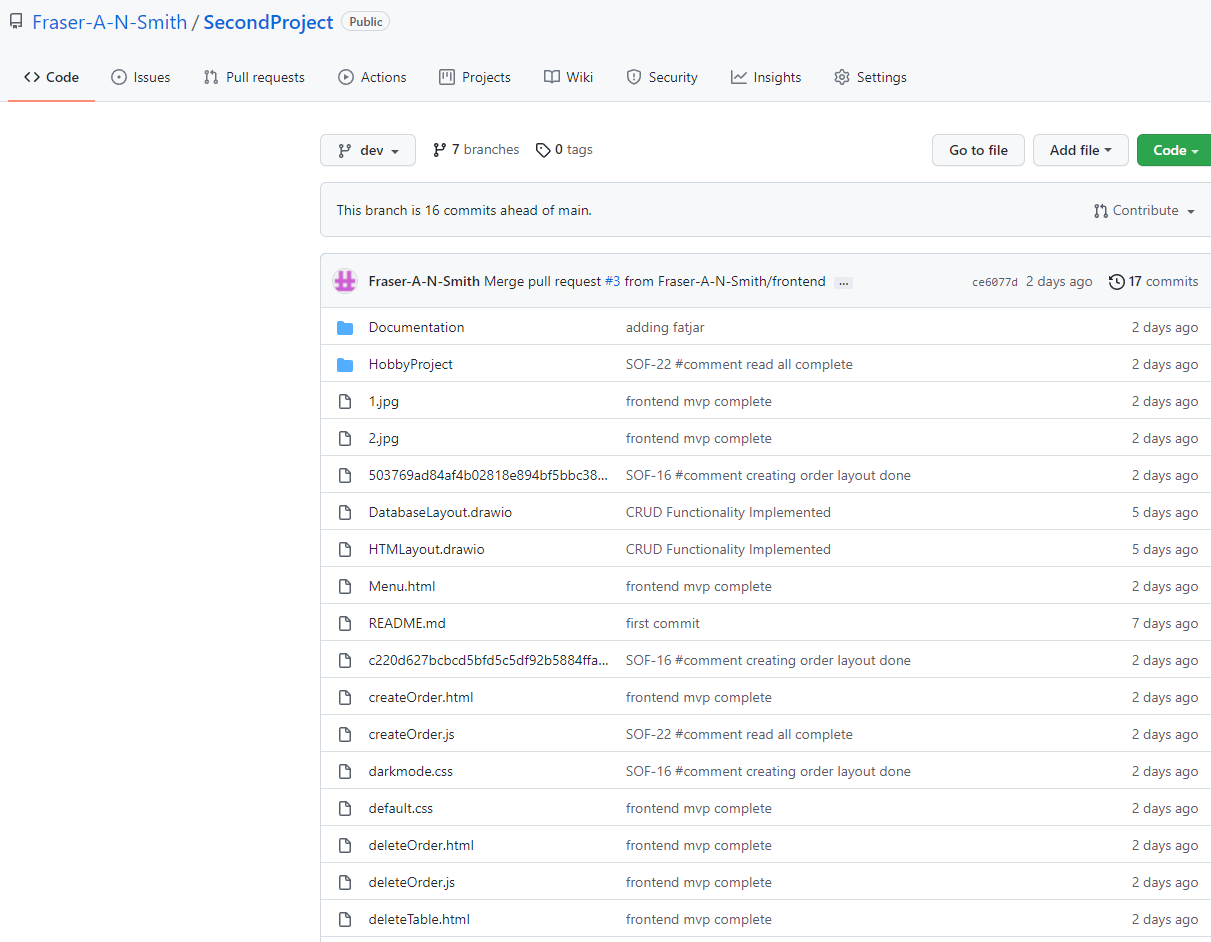 Fraser-A-N-Smith / SecondProject Public
Code Issues Pull requests Actions Projects Wiki Security Insights Settings
dev 7 branches 0 tags Go to file Add file Code
This branch is 16 commits ahead of main. Contribute
Fraser-A-N-Smith Merge pull request #3 from Fraser-A-N-Smith/frontend ... ce6077d 2 days ago 17 commits
Documentation adding fatjar 2 days ago
HobbyProject SOF-22 #comment read all complete 2 days ago
1.jpg frontend mvp complete 2 days ago
2.jpg frontend mvp complete 2 days ago
503769ad84af4b02818e894bf5bbc38... SOF-16 #comment creating order layout done 2 days ago
DatabaseLayout.drawio CRUD Functionality Implemented 5 days ago
HTMLayout.drawio CRUD Functionality Implemented 5 days ago
Menu.html frontend mvp complete 2 days ago
README.md first commit 7 days ago
c220d627bcbcd5bfd5c5df92b5884ffa... SOF-16 #comment creating order layout done 2 days ago
createOrder.html frontend mvp complete 2 days ago
createOrder.js SOF-22 #comment read all complete 2 days ago
darkmode.css SOF-16 #comment creating order layout done 2 days ago
default.css frontend mvp complete 2 days ago
deleteOrder.html frontend mvp complete 2 days ago
deleteOrder.js frontend mvp complete 2 days ago
deleteTable.html frontend mvp complete 2 days ago